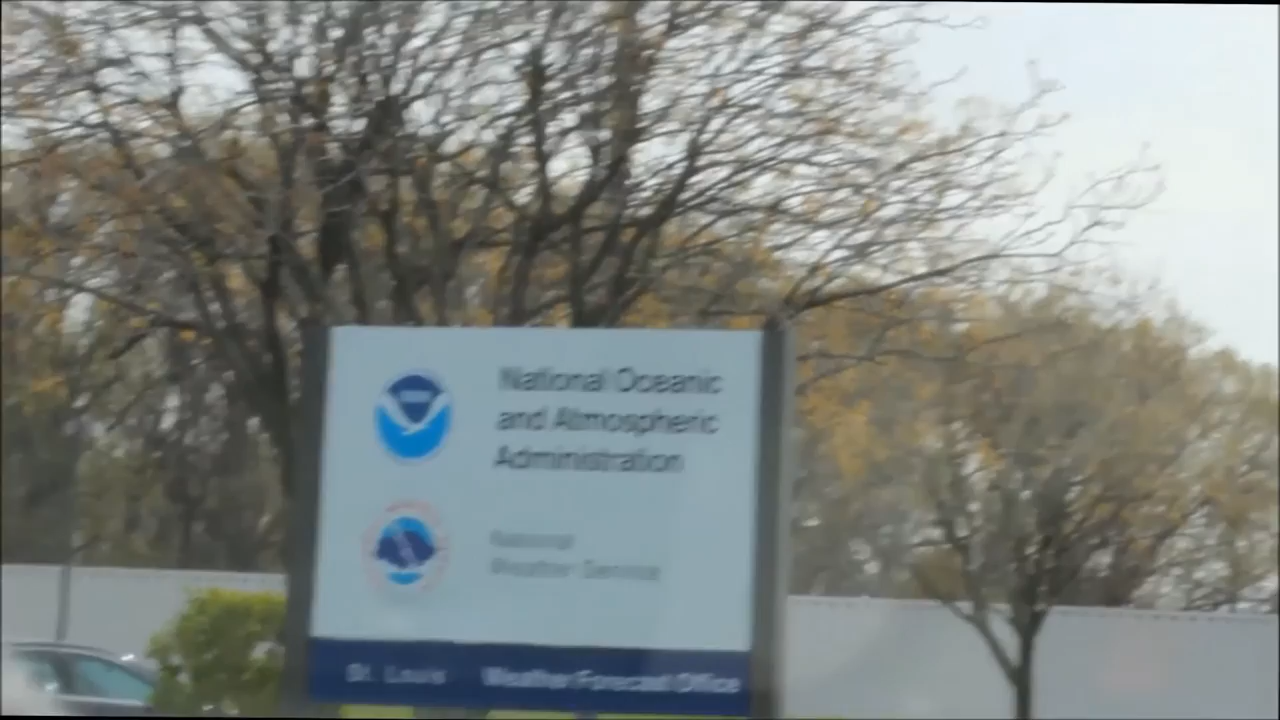 National Oceanic
and Atmospheric
Administration
National
Weather Service
St. Louis Weather Forecast Office